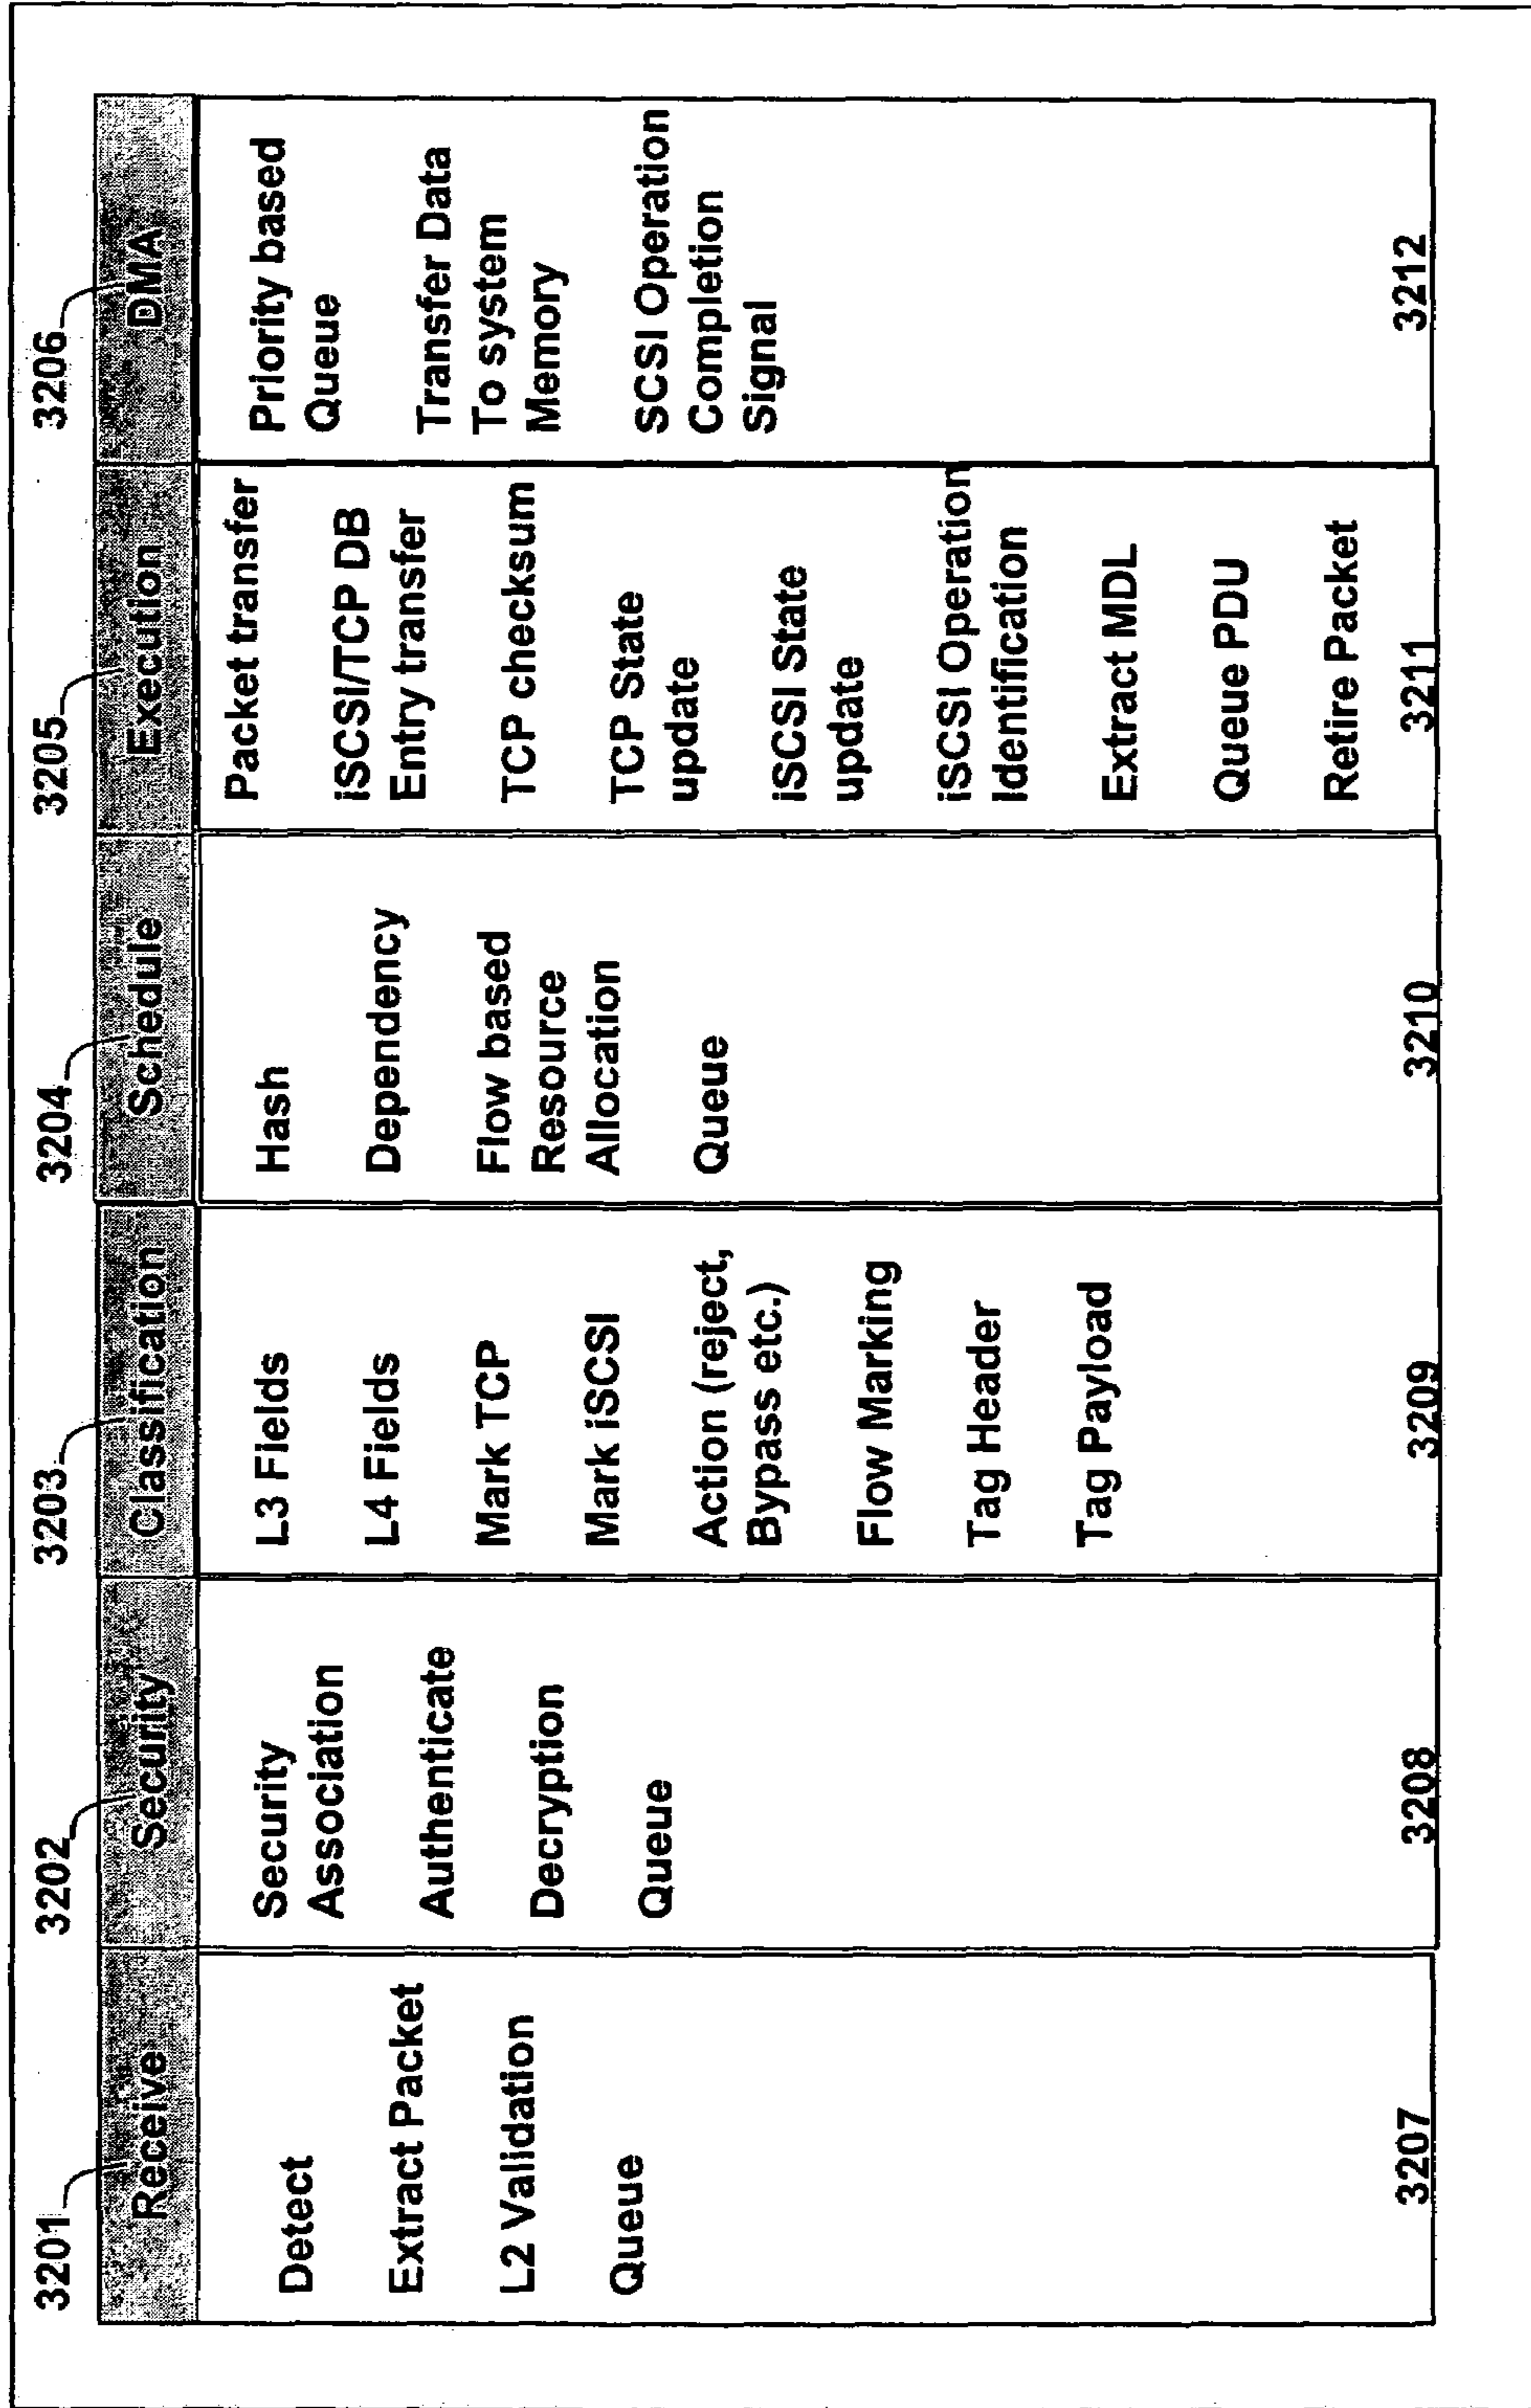 3201
Receive
Detect
Extract Packet
L2 Validation
Queue
3207
3202
Security
Security
Association
Authenticate
Decryption
Queue
3208
3203
Classification
L3 Fields
L4 Fields
Mark TCP
Mark iSCSI
Action (reject,
Bypass etc.)
Flow Marking
Tag Header
Tag Payload
3209
3204
Schedule
Hash
Dependency
Flow based
Resource
Allocation
Queue
3210
3205
Execution
Packet transfer
iSCSI/TCP DB
Entry transfer
TCP checksum
TCP State
update
iSCSI State
update
iSCSI Operation
Identification
Extract MDL
Queue PDU
Retire Packet
3211
3206
DMA
Priority based
Queue
Transfer Data
To system
Memory
SCSI Operation
Completion
Signal
3212